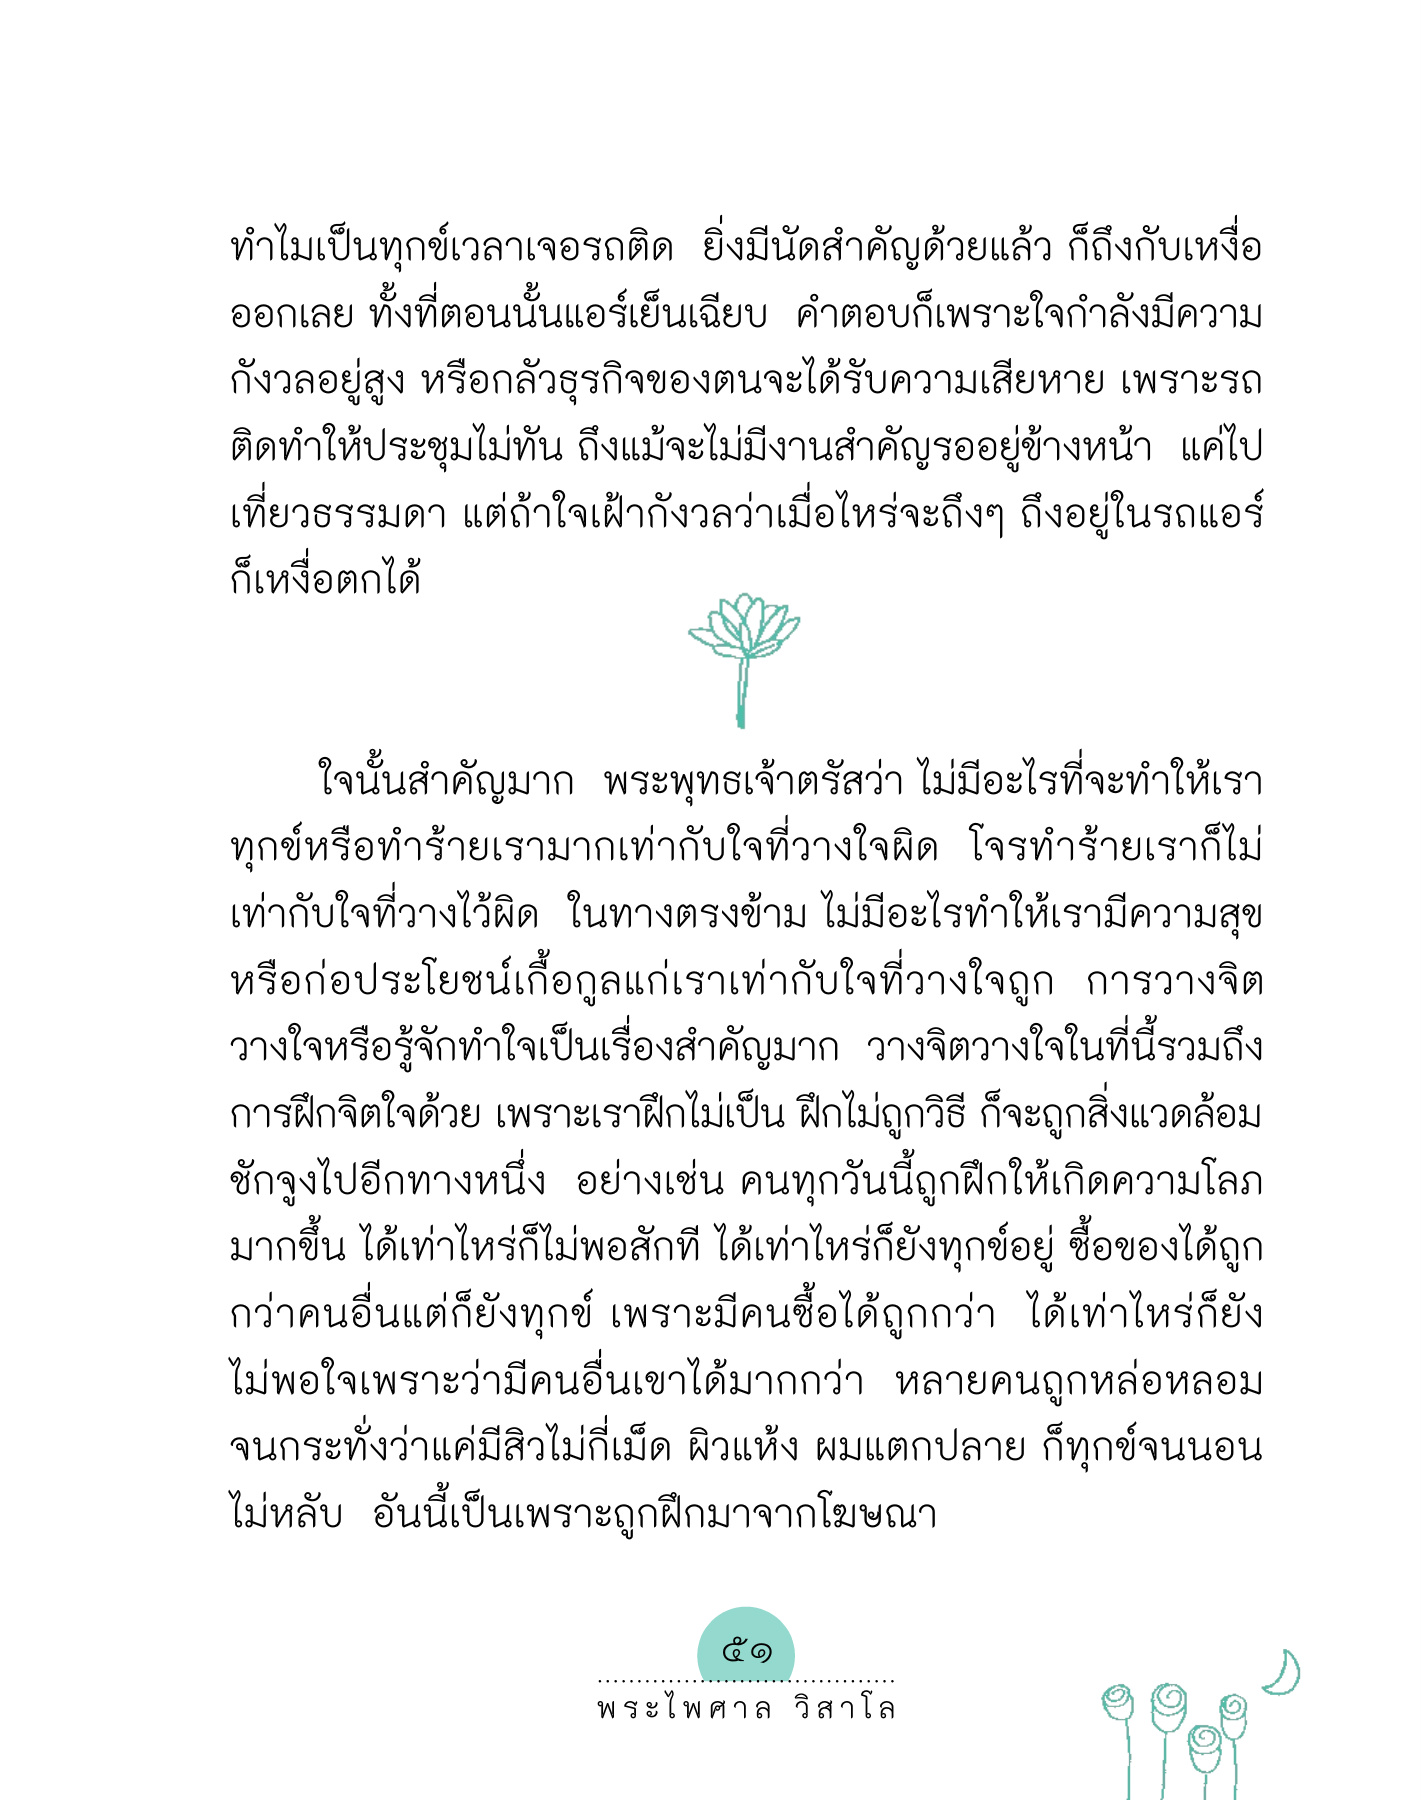 ทำไมเป็นทุกข์เวลาเจอรถติด  ยิ่งมีนัดสำคัญด้วยแล้ว ก็ถึงกับเหงื่อ
ออกเลย ทั้งที่ตอนนั้นแอร์เย็นเฉียบ  คำตอบก็เพราะใจกำลังมีความ
กังวลอยู่สูง หรือกลัวธุรกิจของตนจะได้รับความเสียหาย เพราะรถ
ติดทำให้ประชุมไม่ทัน ถึงแม้จะไม่มีงานสำคัญรออยู่ข้างหน้า  แค่ไป
เที่ยวธรรมดา แต่ถ้าใจเฝ้ากังวลว่าเมื่อไหร่จะถึงๆ ถึงอยู่ในรถแอร์
ก็เหงื่อตกได้
ใจนั้นสำคัญมาก  พระพุทธเจ้าตรัสว่า ไม่มีอะไรที่จะทำให้เรา
ทุกข์หรือทำร้ายเรามากเท่ากับใจที่วางใจผิด  โจรทำร้ายเราก็ไม่
เท่ากับใจที่วางไว้ผิด  ในทางตรงข้าม ไม่มีอะไรทำให้เรามีความสุข
หรือก่อประโยชน์เกื้อกูลแก่เราเท่ากับใจที่วางใจถูก  การวางจิต
วางใจหรือรู้จักทำใจเป็นเรื่องสำคัญมาก  วางจิตวางใจในที่นี้รวมถึง
การฝึกจิตใจด้วย เพราะเราฝึกไม่เป็น ฝึกไม่ถูกวิธี ก็จะถูกสิ่งแวดล้อม
ชักจูงไปอีกทางหนึ่ง  อย่างเช่น คนทุกวันนี้ถูกฝึกให้เกิดความโลภ
มากขึ้น ได้เท่าไหร่ก็ไม่พอสักที ได้เท่าไหร่ก็ยังทุกข์อยู่ ซื้อของได้ถูก
กว่าคนอื่นแต่ก็ยังทุกข์ เพราะมีคนซื้อได้ถูกกว่า  ได้เท่าไหร่ก็ยัง
ไม่พอใจเพราะว่ามีคนอื่นเขาได้มากกว่า  หลายคนถูกหล่อหลอม
จนกระทั่งว่าแค่มีสิวไม่กี่เม็ด ผิวแห้ง ผมแตกปลาย ก็ทุกข์จนนอน
ไม่หลับ  อันนี้เป็นเพราะถูกฝึกมาจากโฆษณา
๕๑
พระไพศาล วิสาโล